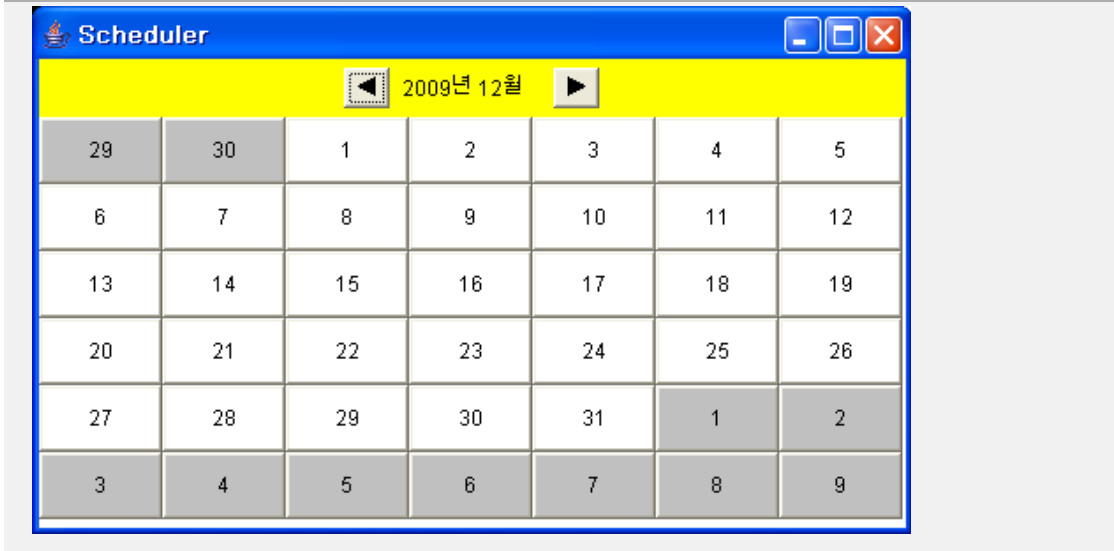 Scheduler
◀ 2009년 12월 ▶
29 30 1 2 3 4 5
6 7 8 9 10 11 12
13 14 15 16 17 18 19
20 21 22 23 24 25 26
27 28 29 30 31 1 2
3 4 5 6 7 8 9